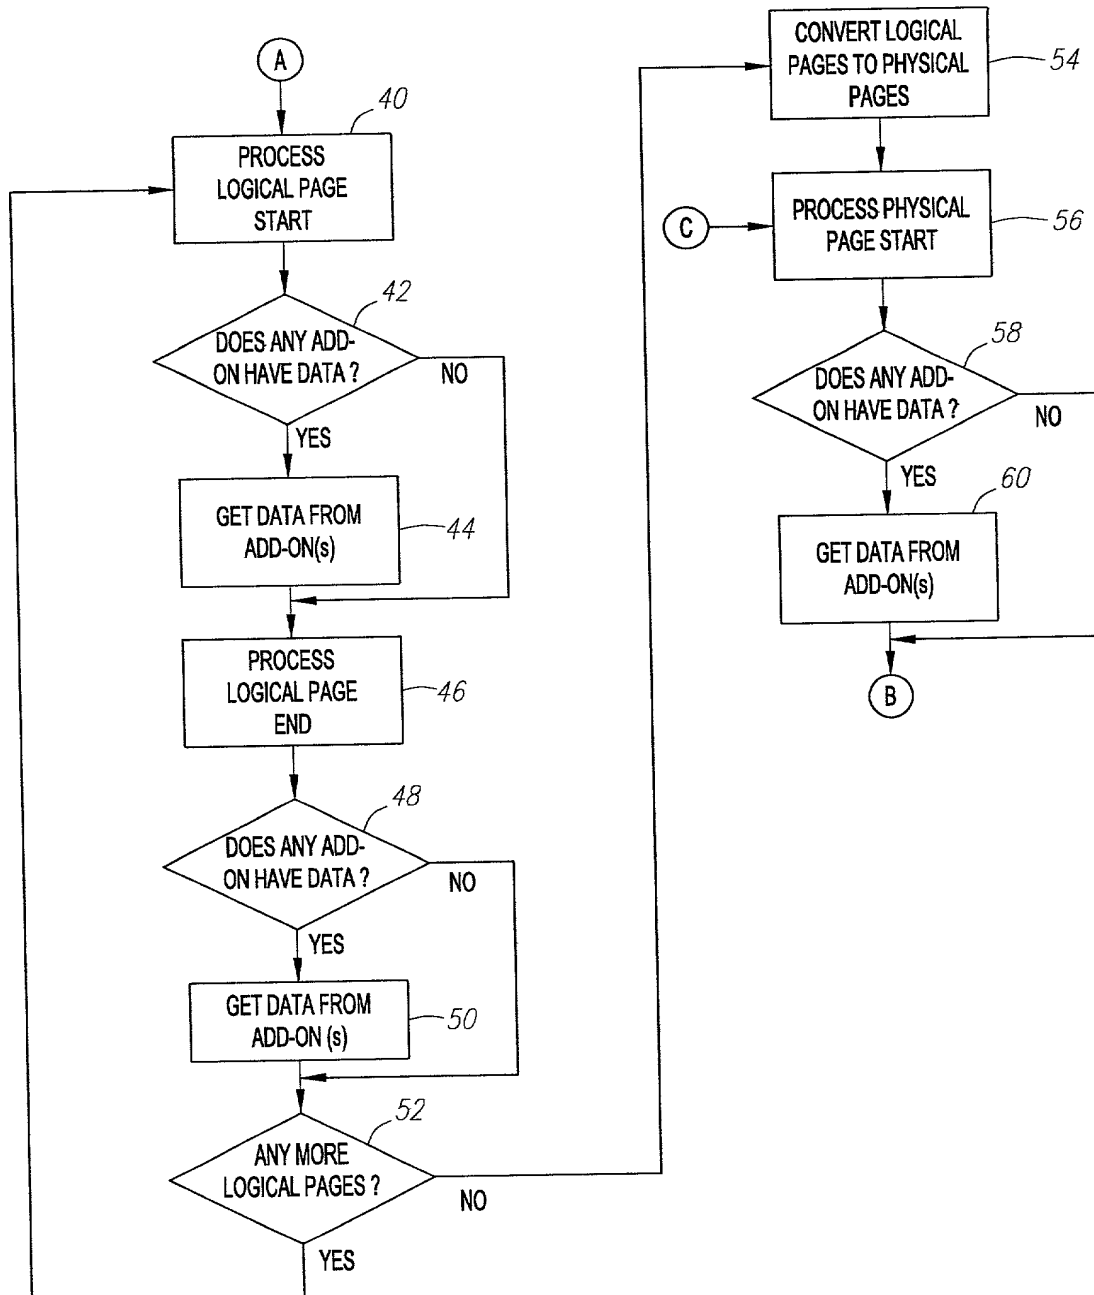 A
40
PROCESS
LOGICAL PAGE
START
42
DOES ANY ADD-
ON HAVE DATA ?
NO
YES
GET DATA FROM
ADD-ON(s)
44
PROCESS
LOGICAL PAGE
END
46
48
DOES ANY ADD-
ON HAVE DATA ?
NO
YES
GET DATA FROM
ADD-ON (s)
50
52
ANY MORE
LOGICAL PAGES ?
NO
YES
CONVERT LOGICAL
PAGES TO PHYSICAL
PAGES
54
C
PROCESS PHYSICAL
PAGE START
56
58
DOES ANY ADD-
ON HAVE DATA ?
NO
YES
60
GET DATA FROM
ADD-ON(s)
B